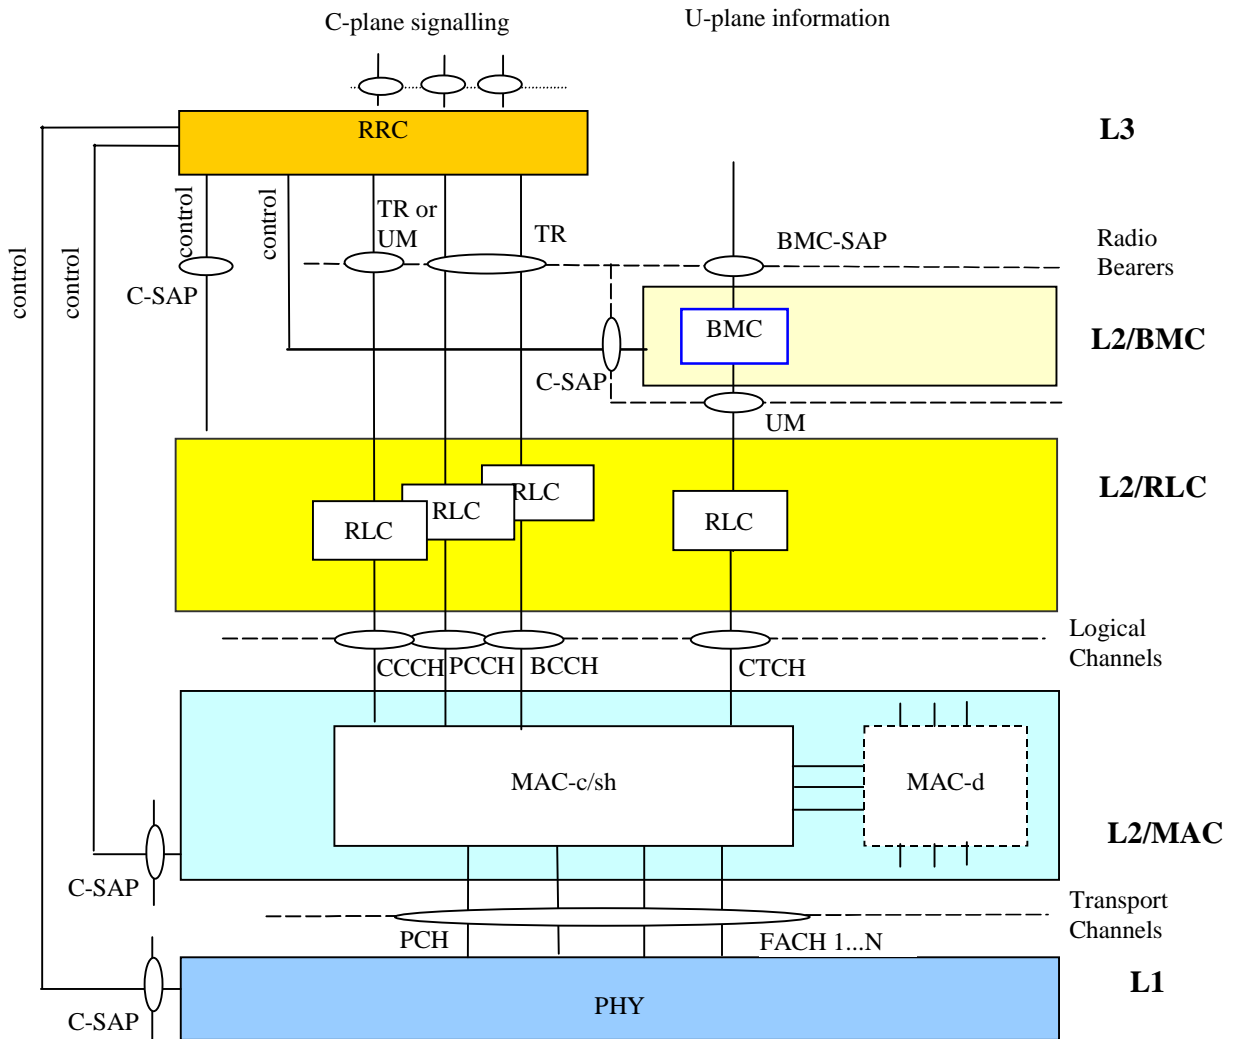 C-plane signalling
U-plane information
RRC
L3
control
control
control
control
TR or
UM
TR
BMC-SAP
Radio
Bearers
C-SAP
BMC
L2/BMC
C-SAP
UM
L2/RLC
RLC
RLC
RLC
RLC
Logical
Channels
CCCH
PCCH
BCCH
CTCH
MAC-c/sh
MAC-d
L2/MAC
C-SAP
Transport
Channels
PCH
FACH 1...N
L1
PHY
C-SAP